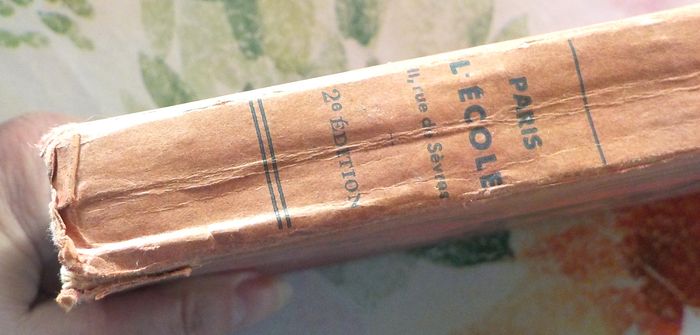 PARIS
L'ÉCOLE
11, rue de Sèvres
2e ÉDITION